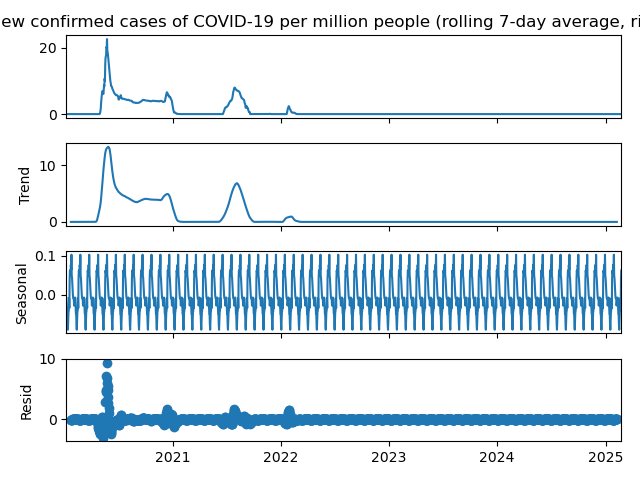 ew confirmed cases of COVID-19 per million people (rolling 7-day average, ri
20
0
10
0
Trend
0.1
0.0
Seasonal
10
0
Resid
2021 2022 2023 2024 2025